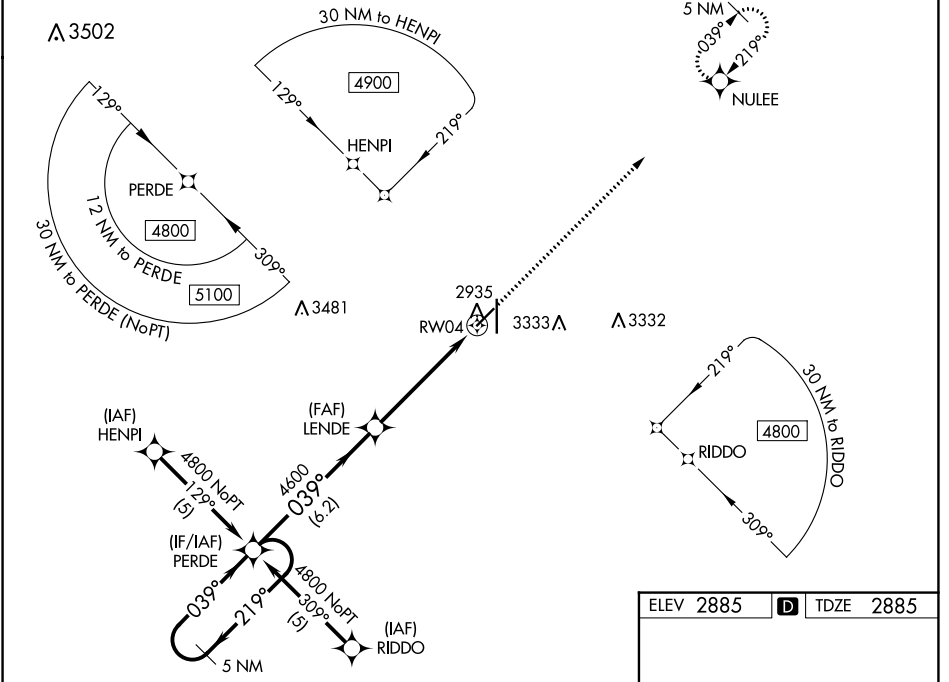 3502
30 NM to HENPI
4900
129°
219°
HENPI
5 NM
039°
219°
NULEE
129°
PERDE
12 NM to PERDE
4800
309°
30 NM to PERDE (NoPT)
5100
3481
2935
RW04
3333
3332
219°
30 NM to RIDDO
4800
RIDDO
309°
(FAF)
LENDE
(IAF)
HENPI
4800 NoPT
129°
(5)
4600
039°
(6.2)
(IF/IAF)
PERDE
039°
219°
5 NM
4800 NoPT
309°
(5)
(IAF)
RIDDO
ELEV 2885 D TDZE 2885